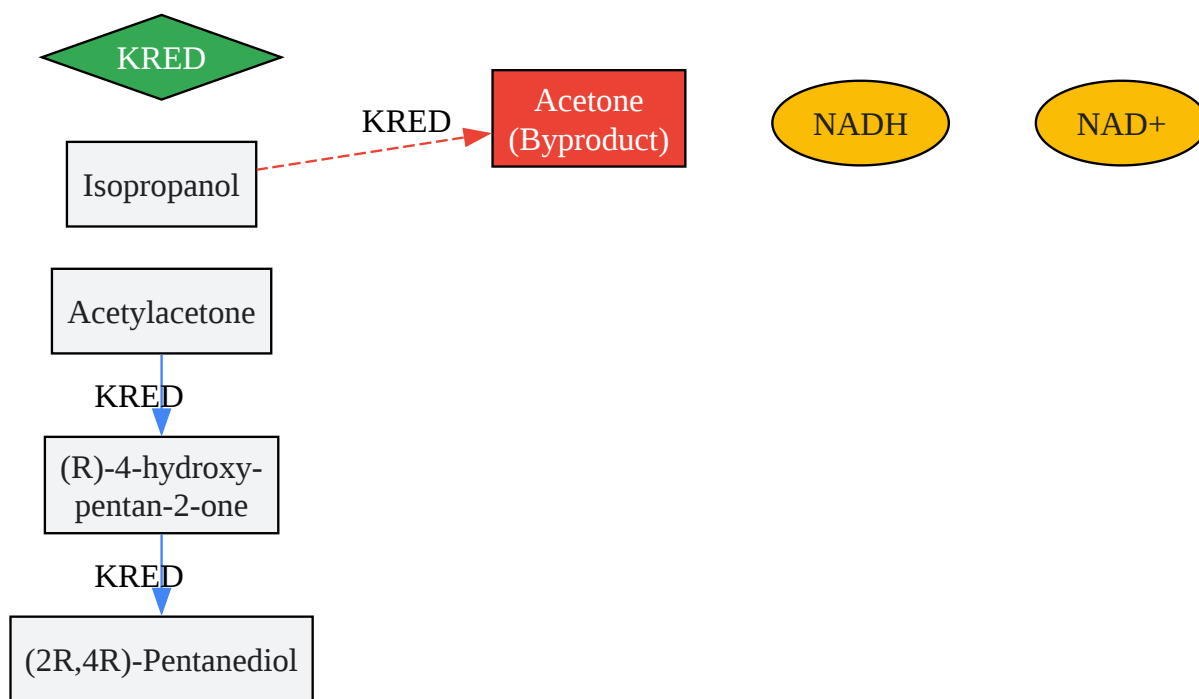 KRED
KRED
Acetone
(Byproduct)
NADH
NAD+
Isopropanol
Acetylacetone
KRED
(R)-4-hydroxy-
pentan-2-one
KRED
(2R,4R)-Pentanediol